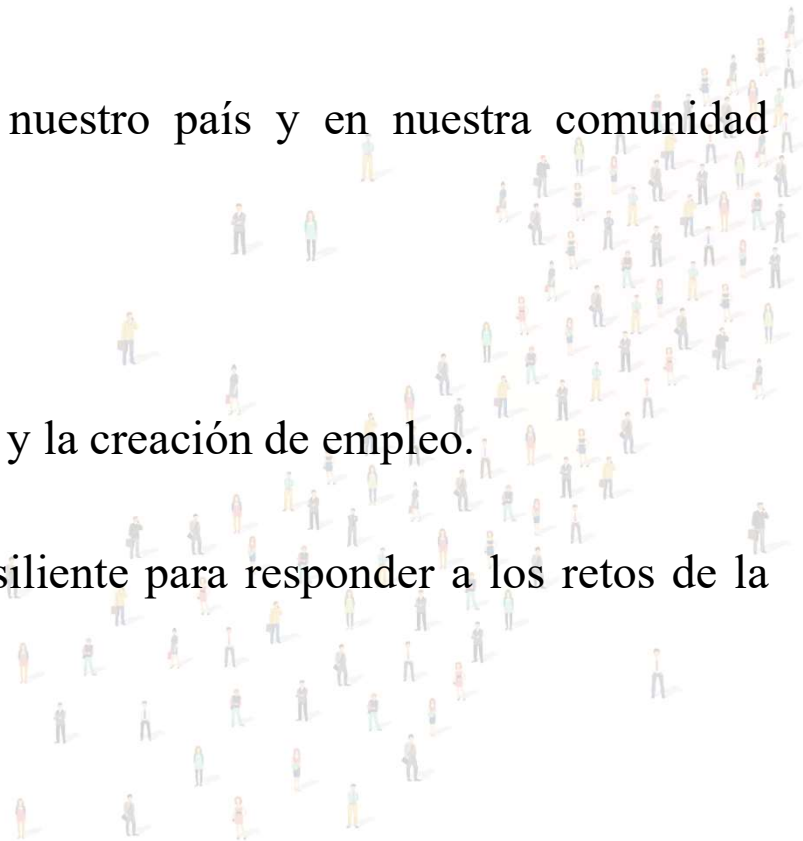 nuestro país y en nuestra comunidad
y la creación de empleo.
siliente para responder a los retos de la